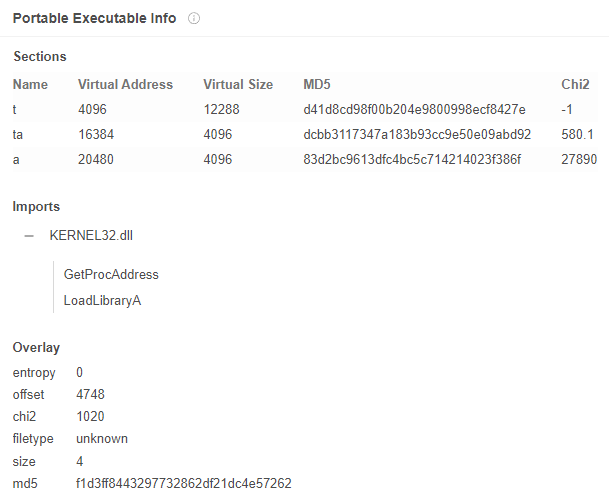 Portable Executable Info
Sections
Name Virtual Address Virtual Size MD5 Chi2
t 4096 12288 d41d8cd98f00b204e9800998ecf8427e -1
ta 16384 4096 dcbb3117347a183b93cc9e50e09abd92 580.1
a 20480 4096 83d2bc9613dfc4bc5c714214023f386f 27890
Imports
KERNEL32.dll
GetProcAddress
LoadLibraryA
Overlay
entropy 0
offset 4748
chi2 1020
filetype unknown
size 4
md5 f1d3ff8443297732862df21dc4e57262